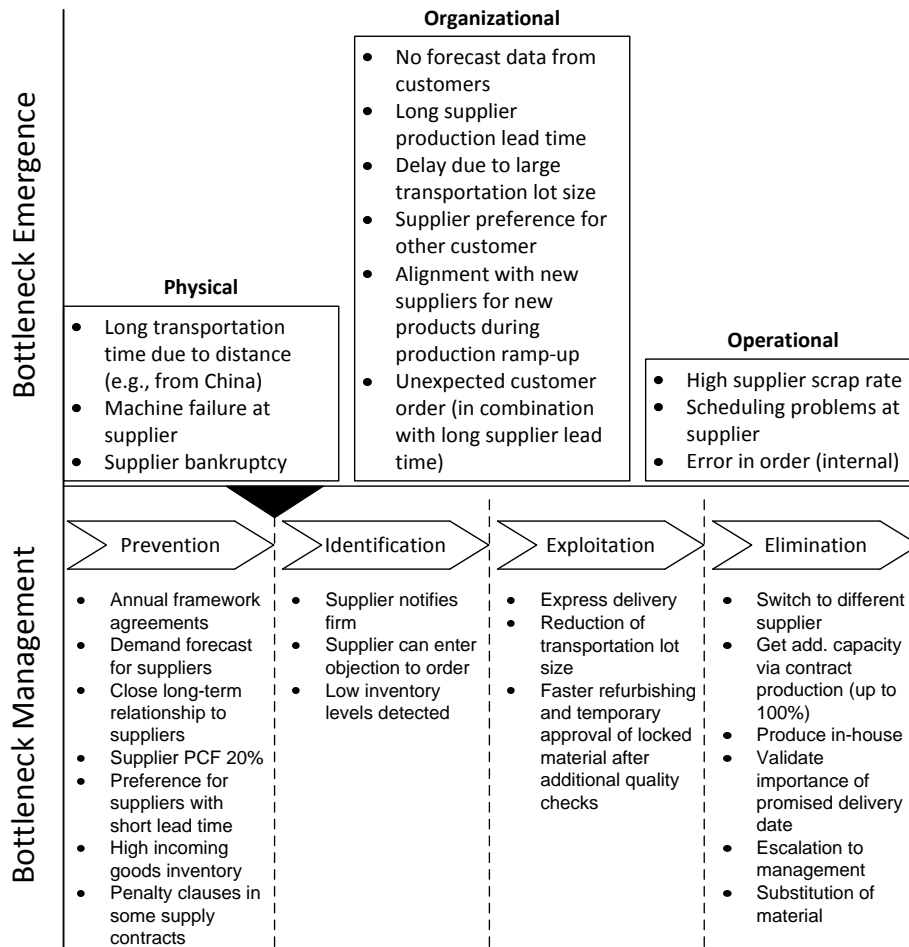 Bottleneck Emergence
Organizational
• No forecast data from
customers
• Long supplier
production lead time
• Delay due to large
transportation lot size
• Supplier preference for
other customer
• Alignment with new
suppliers for new
products during
production ramp-up
• Unexpected customer
order (in combination
with long supplier lead
time)
Physical
• Long transportation
time due to distance
(e.g., from China)
• Machine failure at
supplier
• Supplier bankruptcy
Operational
• High supplier scrap rate
• Scheduling problems at
supplier
• Error in order (internal)
Bottleneck Management
Prevention
• Annual framework
agreements
• Demand forecast
for suppliers
• Close long-term
relationship to
suppliers
• Supplier PCF 20%
• Preference for
suppliers with
short lead time
• High incoming
goods inventory
• Penalty clauses in
some supply
contracts
Identification
• Supplier notifies
firm
• Supplier can enter
objection to order
• Low inventory
levels detected
Exploitation
• Express delivery
• Reduction of
transportation lot
size
• Faster refurbishing
and temporary
approval of locked
material after
additional quality
checks
Elimination
• Switch to different
supplier
• Get add. capacity
via contract
production (up to
100%)
• Produce in-house
• Validate
importance of
promised delivery
date
• Escalation to
management
• Substitution of
material